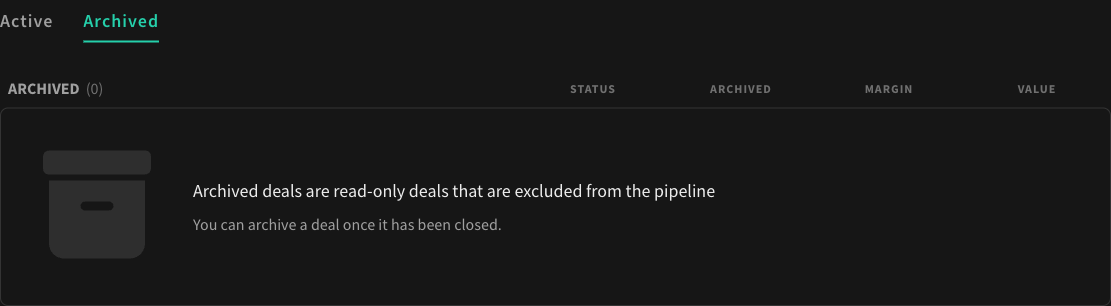 Active Archived
ARCHIVED (0) STATUS ARCHIVED MARGIN VALUE
Archived deals are read-only deals that are excluded from the pipeline
You can archive a deal once it has been closed.